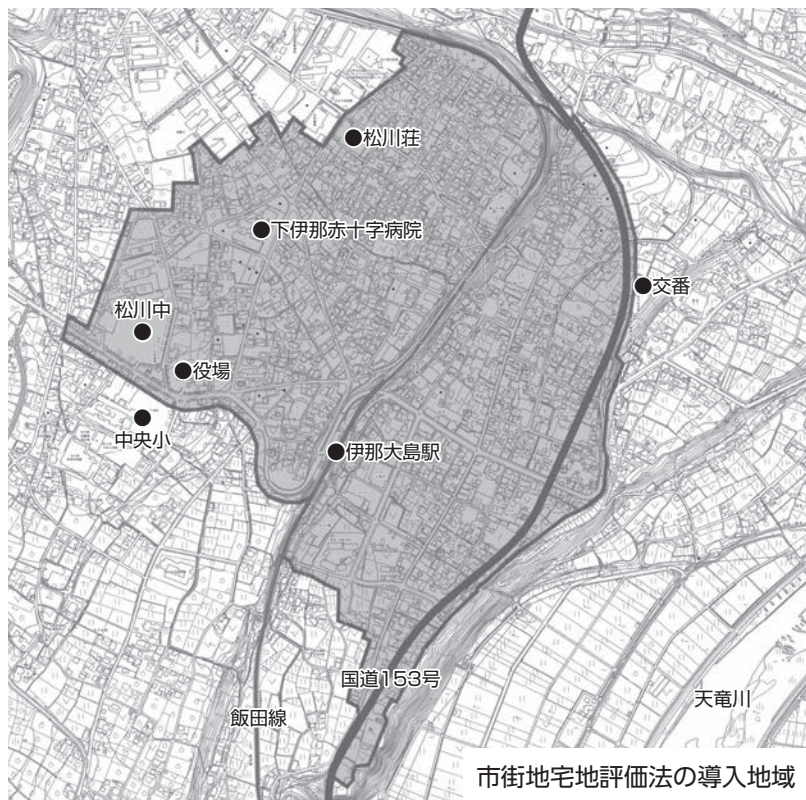 松川荘
下伊那赤十字病院
交番
松川中
役場
中央小
伊那大島駅
国道153号
飯田線
天竜川
市街地宅地評価法の導入地域